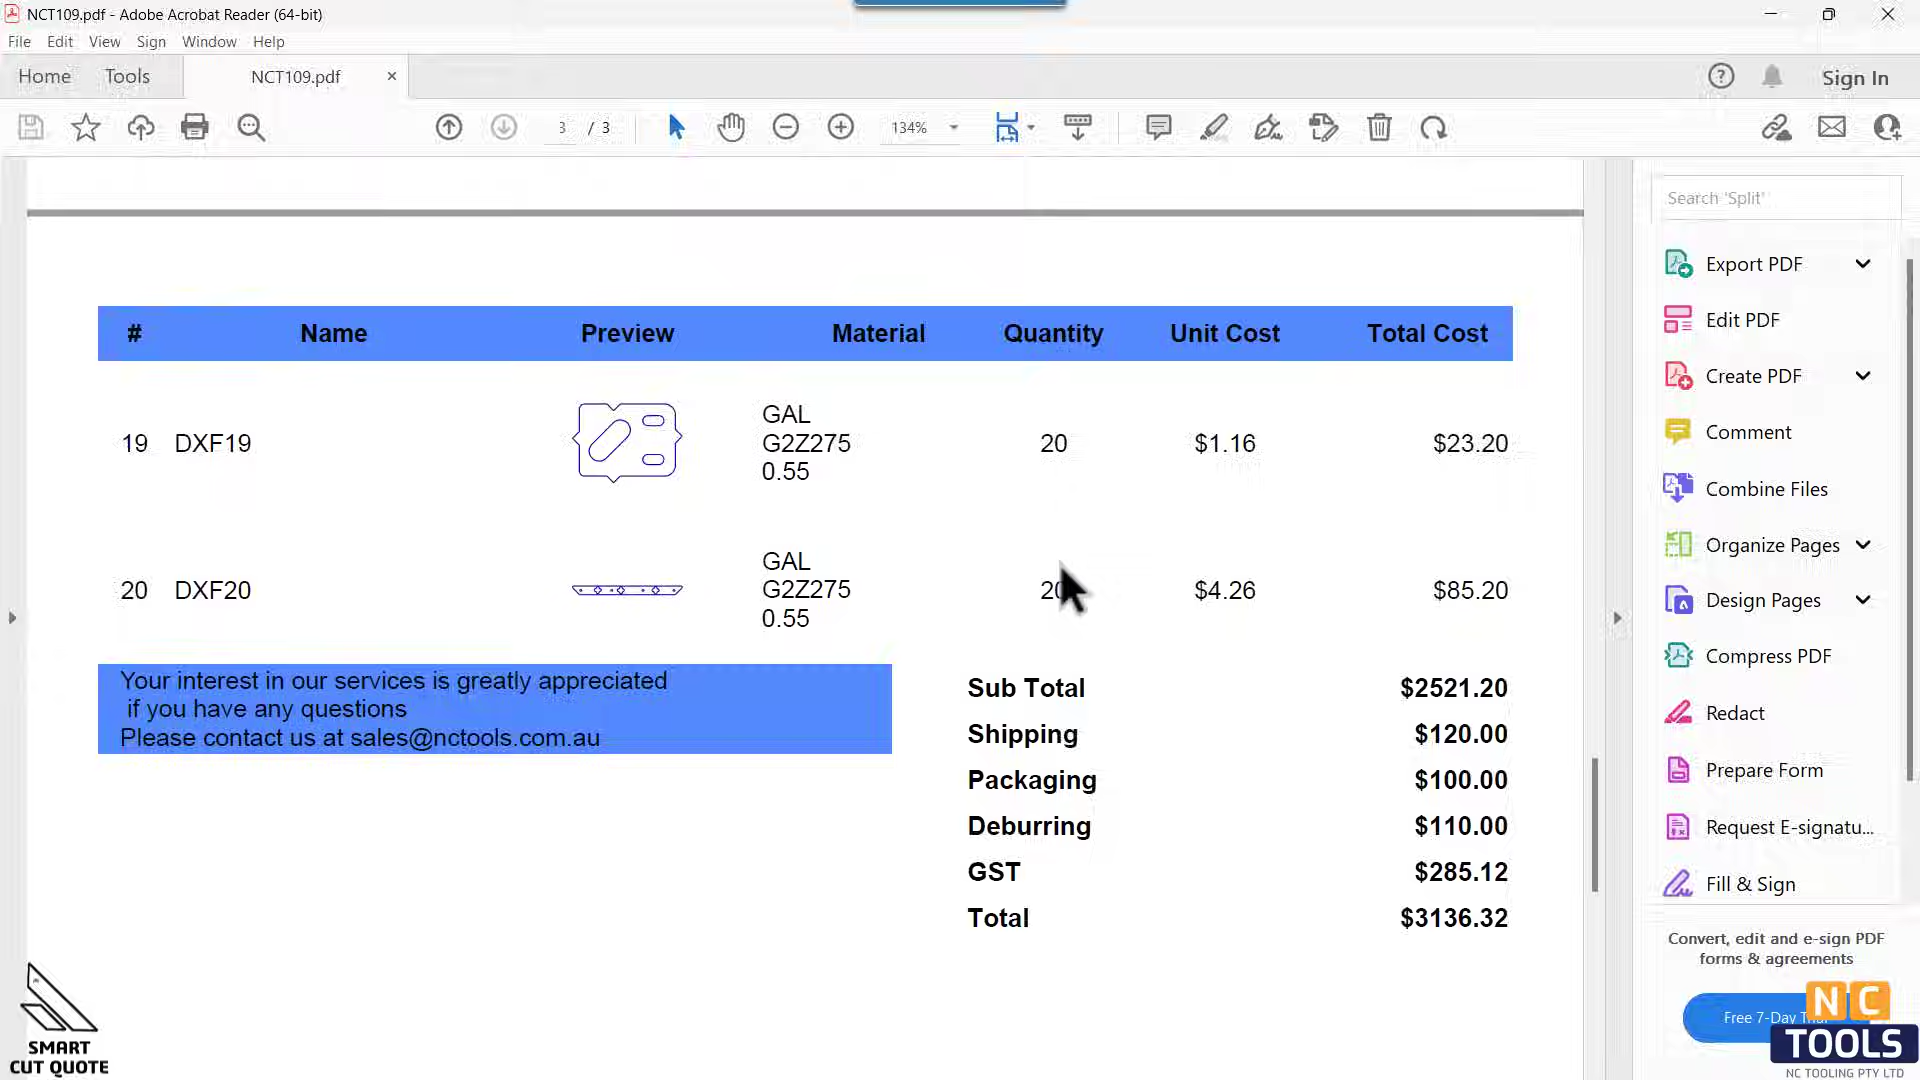 NCT109.pdf - Adobe Acrobat Reader (64-bit)
File Edit View Sign Window Help
Home Tools NCT109.pdf × Sign In
3 / 3 134%
Search 'Split'
Export PDF
Edit PDF
Create PDF
Comment
Combine Files
Organize Pages
Design Pages
Compress PDF
Redact
Prepare Form
Request E-signatu...
Fill & Sign
Convert, edit and e-sign PDF
forms & agreements
Free 7-Day
# Name Preview Material Quantity Unit Cost Total Cost
19 DXF19 GAL G2Z275 0.55 20 $1.16 $23.20
20 DXF20 GAL G2Z275 0.55 20 $4.26 $85.20
Your interest in our services is greatly appreciated
if you have any questions
Please contact us at sales@nctools.com.au
Sub Total $2521.20
Shipping $120.00
Packaging $100.00
Deburring $110.00
GST $285.12
Total $3136.32
SMART
CUT QUOTE
NC
TOOLS
NC TOOLING PTY LTD